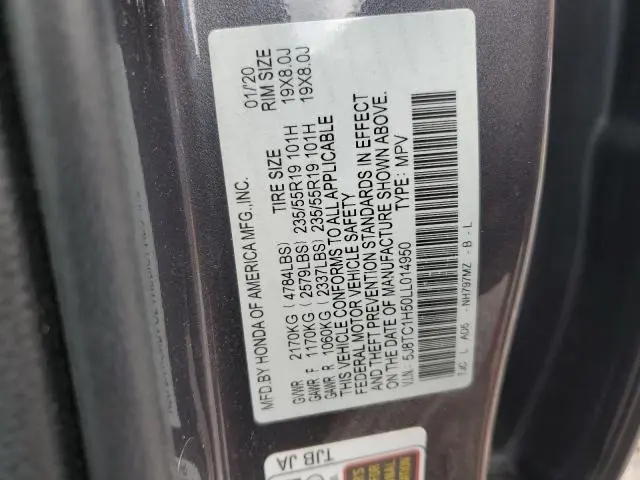 MFD.BY HONDA OF AMERICA MFG.,INC. 01/'20
TIRE SIZE RIM SIZE
GVWR 2170KG (4784LBS)
GAWR F 1170KG (2579LBS) 235/55R19 101H 19X8.0J
GAWR R 1060KG (2337LBS) 235/55R19 101H 19X8.0J
THIS VEHICLE CONFORMS TO ALL APPLICABLE
FEDERAL MOTOR VEHICLE SAFETY
AND THEFT PREVENTION STANDARDS IN EFFECT
ON THE DATE OF MANUFACTURE SHOWN ABOVE.
V.I.N.: 5J8TC1H50LL014950 TYPE: MPV
TJC L A05 - NH797MZ - B - L
TJB JA